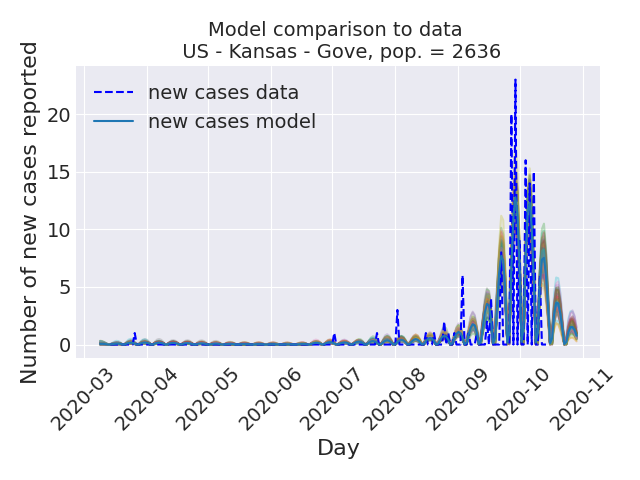 Model comparison to data
US - Kansas - Gove, pop. = 2636
Number of new cases reported
20
15
10
5
0
new cases data
new cases model
2020-03
2020-04
2020-05
2020-06
2020-07
2020-08
2020-09
2020-10
2020-11
Day